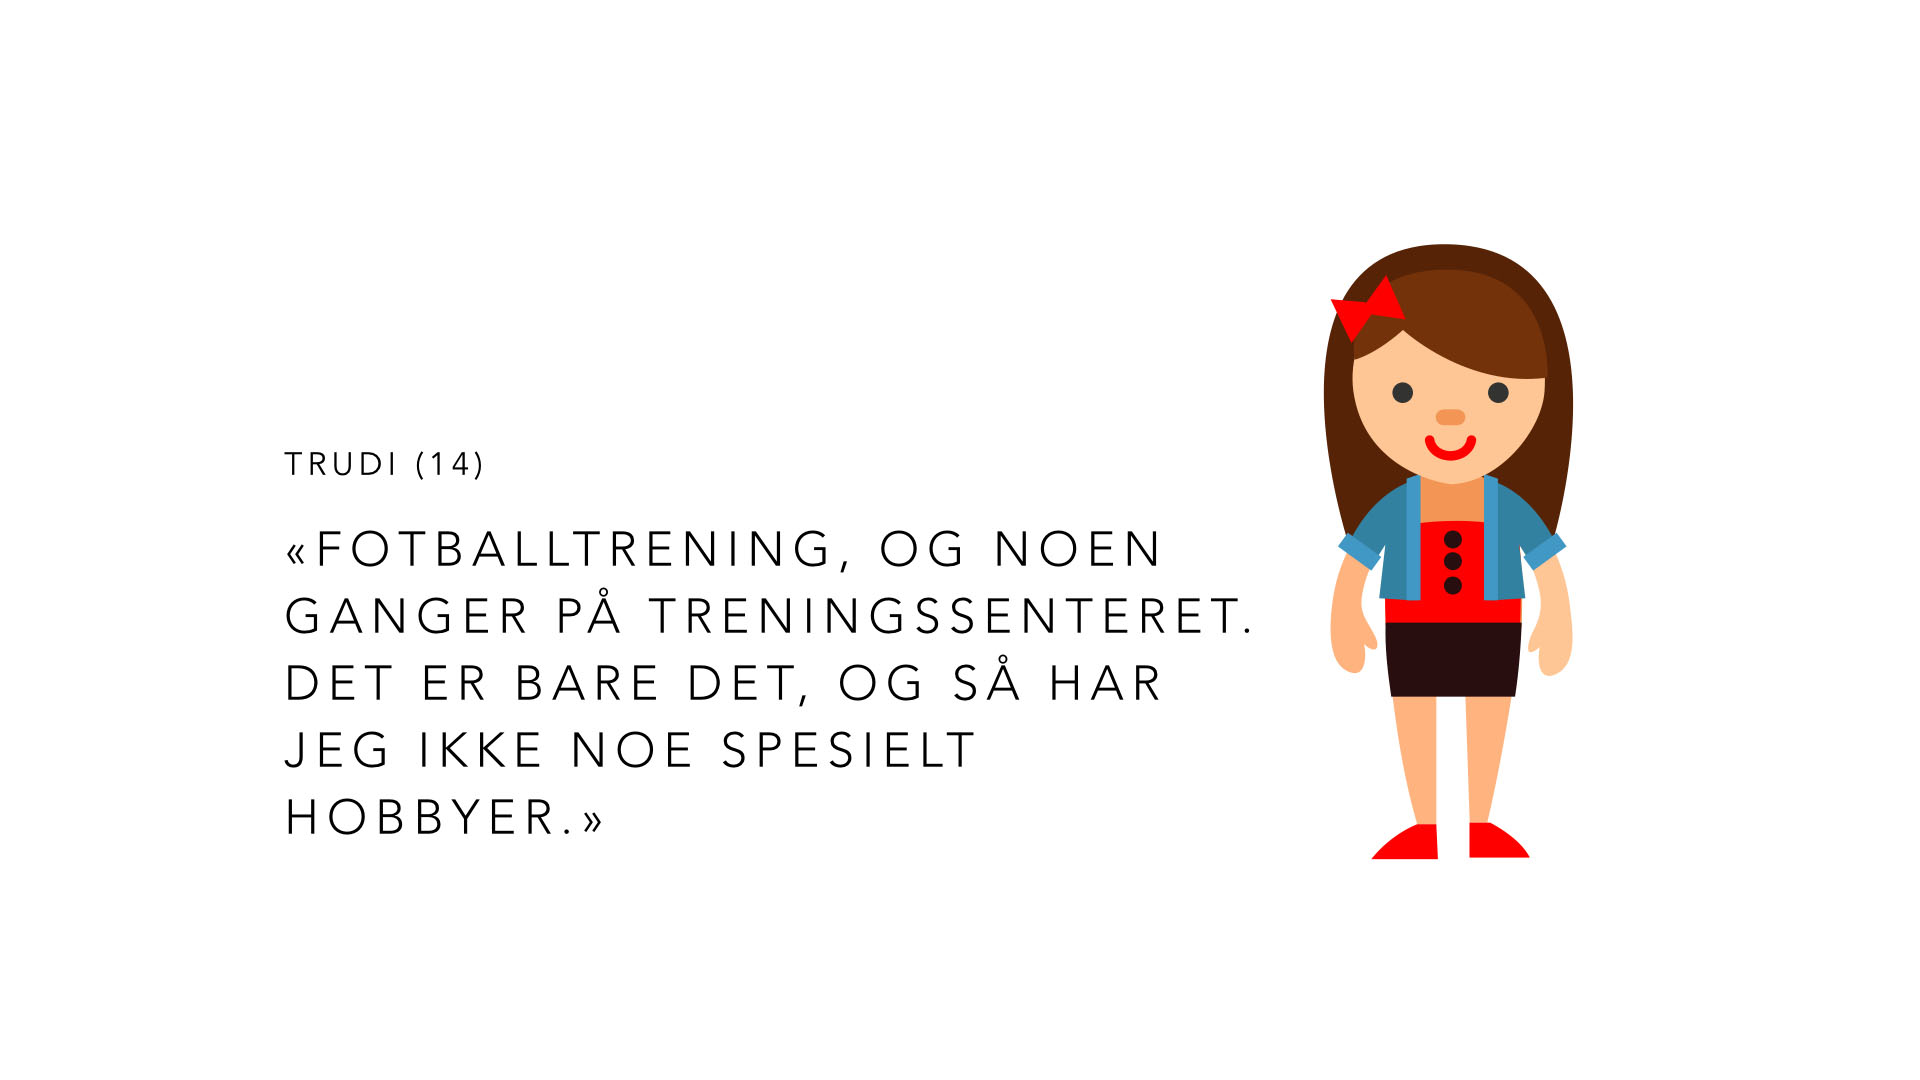 TRUDI (14)
«FOTBALLTRENING, OG NOEN
GANGER PÅ TRENINGSSENTERET.
DET ER BARE DET, OG SÅ HAR
JEG IKKE NOE SPESIELT
HOBBYER.»